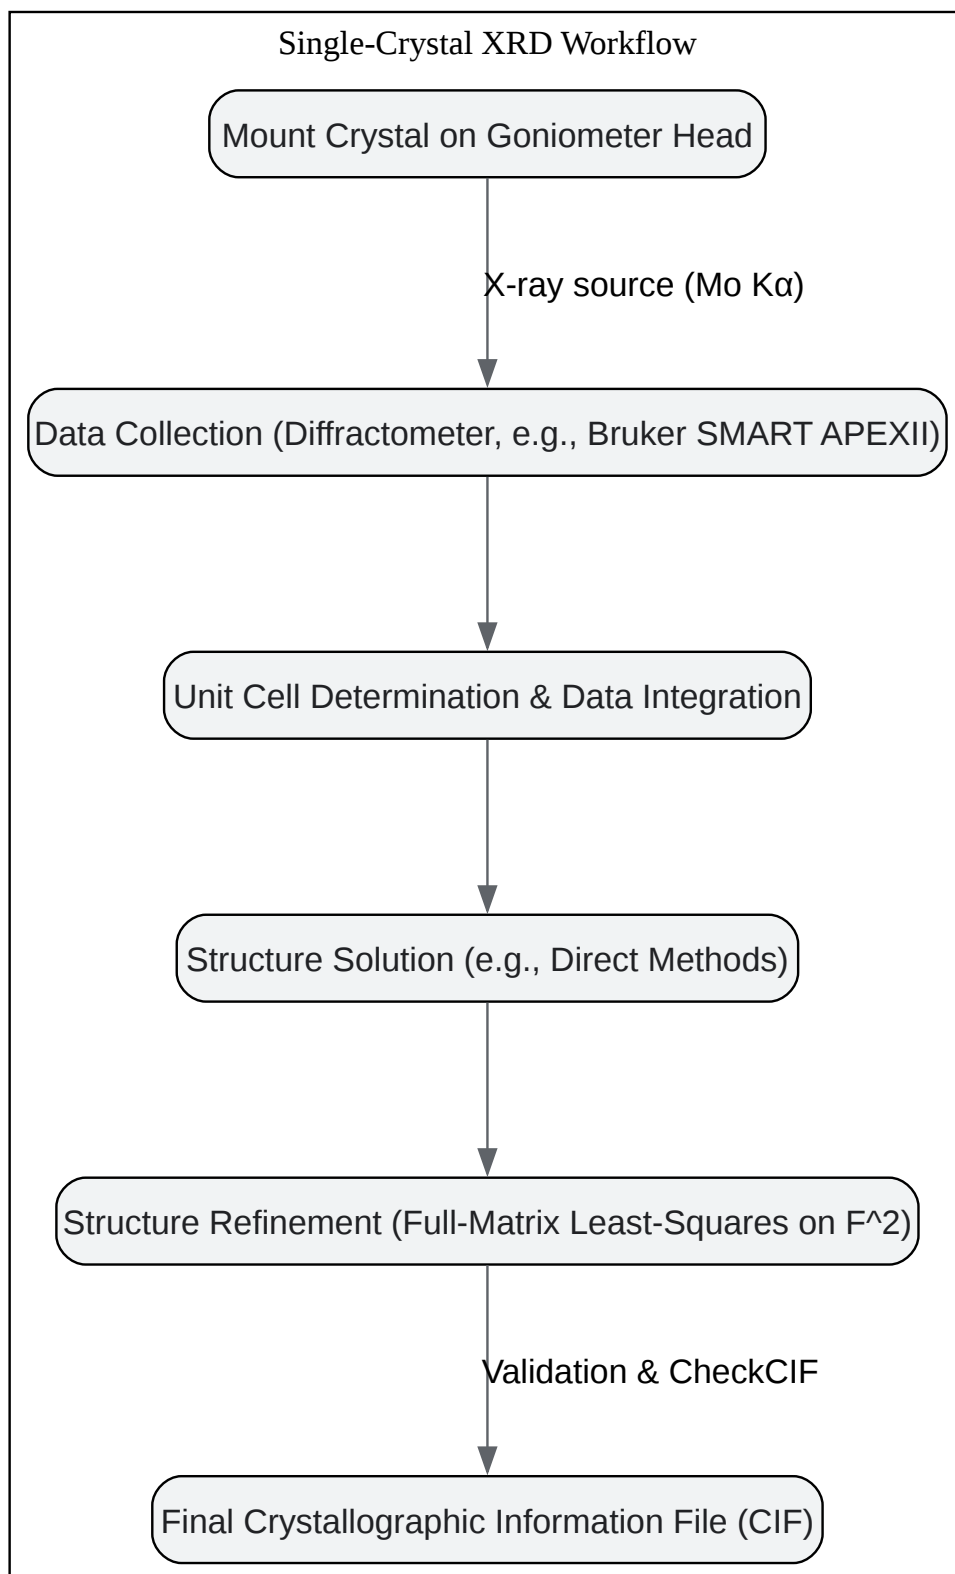 Single-Crystal XRD Workflow
Mount Crystal on Goniometer Head
X-ray source (Mo Kα)
Data Collection (Diffractometer, e.g., Bruker SMART APEXII)
Unit Cell Determination & Data Integration
Structure Solution (e.g., Direct Methods)
Structure Refinement (Full-Matrix Least-Squares on F^2)
Validation & CheckCIF
Final Crystallographic Information File (CIF)